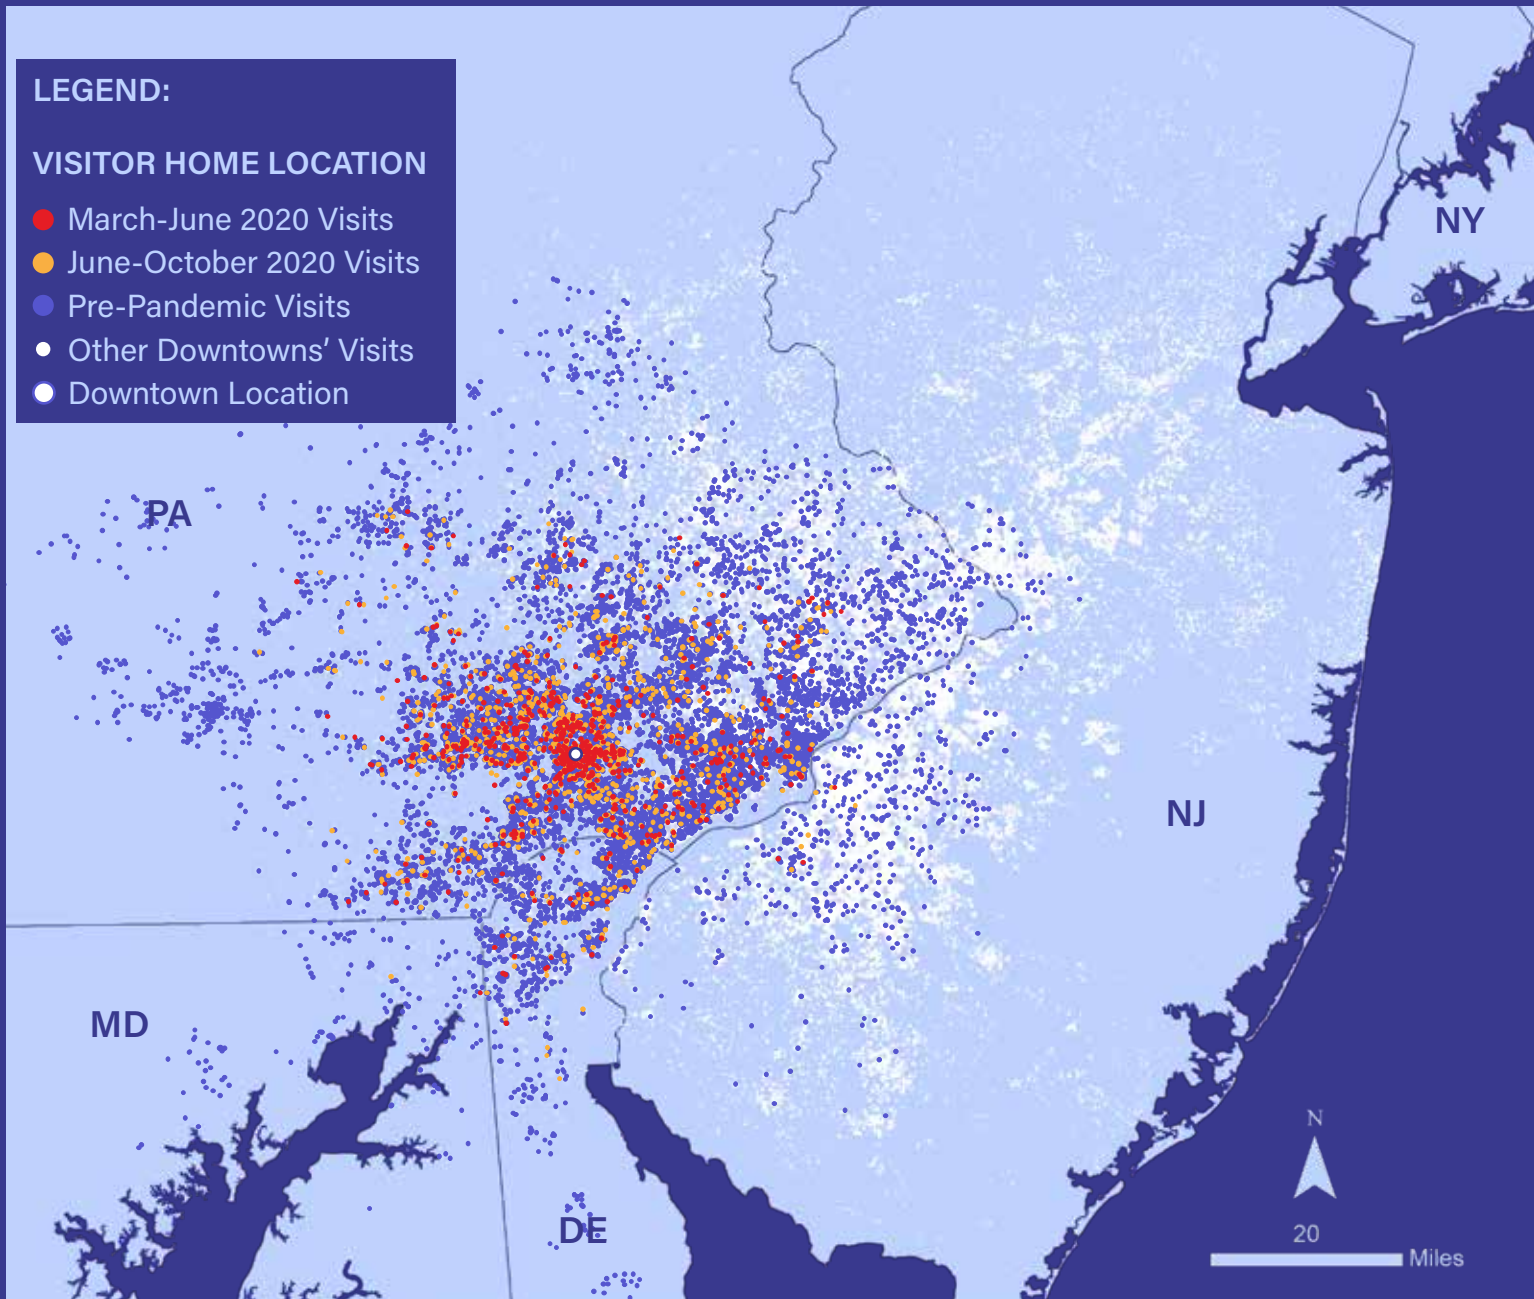 LEGEND:
VISITOR HOME LOCATION
March-June 2020 Visits
June-October 2020 Visits
Pre-Pandemic Visits
Other Downtowns’ Visits
Downtown Location
NY
PA
NJ
MD
N
DE
20
Miles